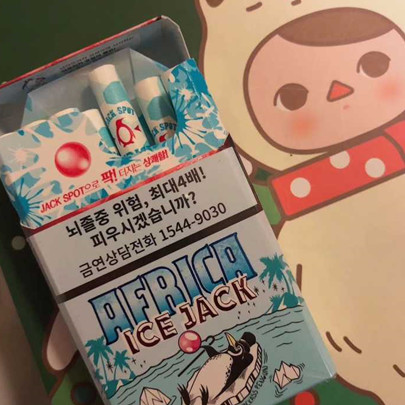 JACK SPOT
JACK SPOT으로 팍! 터지는 상쾌함!
뇌졸중 위험, 최대4배!
피우시겠습니까?
금연상담전화 1544-9030
AFRICA
ICE JACK